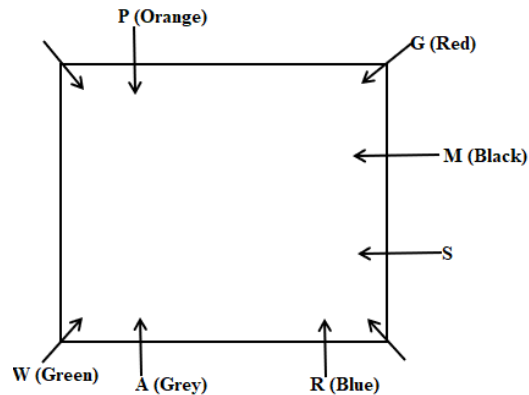 P (Orange)
G (Red)
M (Black)
S
W (Green)
A (Grey)
R (Blue)